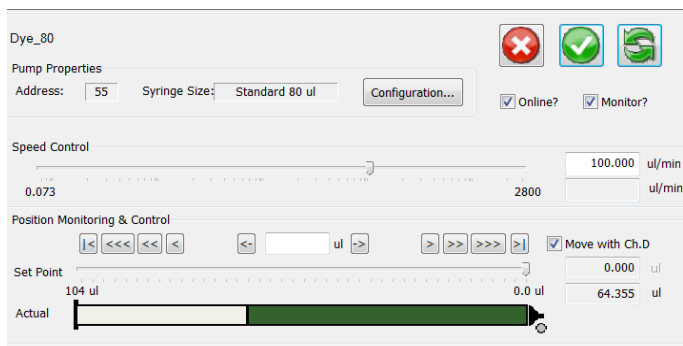 Dye_80
Pump Properties
Address: 55 Syringe Size: Standard 80 ul Configuration...
Online? Monitor?
Speed Control
100.000 ul/min
0.073 2800 ul/min
Position Monitoring & Control
|< <<< << < <- ul -> > >> >>> >| Move with Ch.D
Set Point 0.000 ul
104 ul 0.0 ul 64.355 ul
Actual